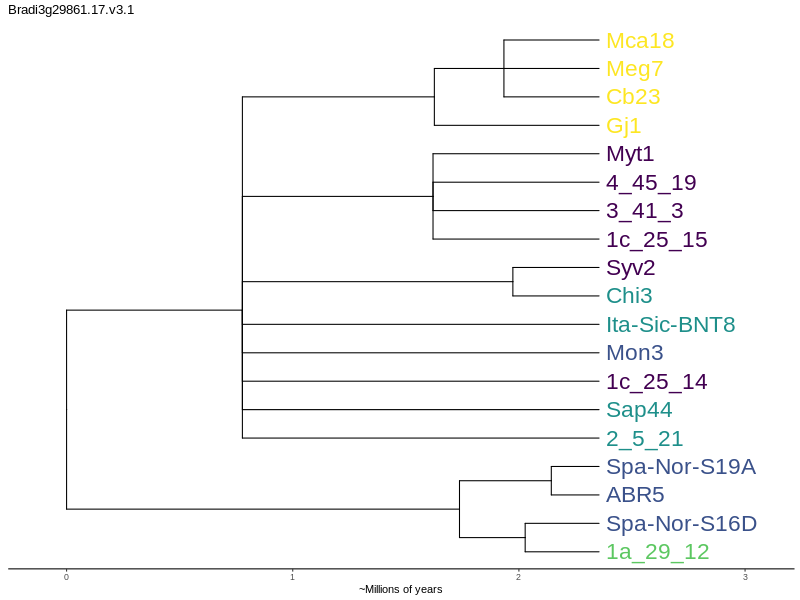 Bradi3g29861.17.v3.1
Mca18
Meg7
Cb23
Gj1
Myt1
4_45_19
3_41_3
1c_25_15
Syv2
Chi3
Ita-Sic-BNT8
Mon3
1c_25_14
Sap44
2_5_21
Spa-Nor-S19A
ABR5
Spa-Nor-S16D
1a_29_12
0 1 2 3
~Millions of years